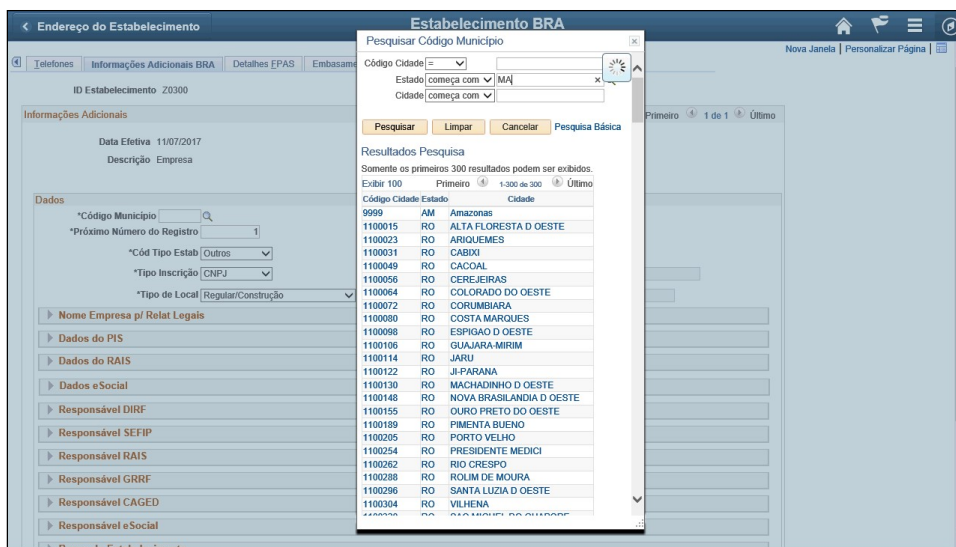 Endereço do Estabelecimento
Estabelecimento BRA
Nova Janela | Personalizar Página |
Telefones
Informações Adicionais BRA
Detalhes FPAS
Embasame
ID Estabelecimento Z0300
Informações Adicionais
Primeiro 1 de 1 Último
Data Efetiva 11/07/2017
Descrição Empresa
Dados
*Código Município
*Próximo Número do Registro 1
*Cód Tipo Estab Outros
*Tipo Inscrição CNPJ
*Tipo de Local Regular/Construção
Nome Empresa p/ Relat Legais
Dados do PIS
Dados do RAIS
Dados eSocial
Responsável DIRF
Responsável SEFIP
Responsável RAIS
Responsável GRRF
Responsável CAGED
Responsável eSocial
Pesquisar Código Município
Código Cidade =
Estado começa com MA
Cidade começa com
Pesquisar Limpar Cancelar Pesquisa Básica
Resultados Pesquisa
Somente os primeiros 300 resultados podem ser exibidos.
Exibir 100 Primeiro 1-300 de 300 Último
Código Cidade Estado Cidade
9999 AM Amazonas
1100015 RO ALTA FLORESTA D OESTE
1100023 RO ARIQUEMES
1100031 RO CABIXI
1100049 RO CACOAL
1100056 RO CEREJEIRAS
1100064 RO COLORADO DO OESTE
1100072 RO CORUMBIARA
1100080 RO COSTA MARQUES
1100098 RO ESPIGAO D OESTE
1100106 RO GUAJARA-MIRIM
1100114 RO JARU
1100122 RO JI-PARANA
1100130 RO MACHADINHO D OESTE
1100148 RO NOVA BRASILANDIA D OESTE
1100155 RO OURO PRETO DO OESTE
1100189 RO PIMENTA BUENO
1100205 RO PORTO VELHO
1100254 RO PRESIDENTE MEDICI
1100262 RO RIO CRESPO
1100288 RO ROLIM DE MOURA
1100296 RO SANTA LUZIA D OESTE
1100304 RO VILHENA